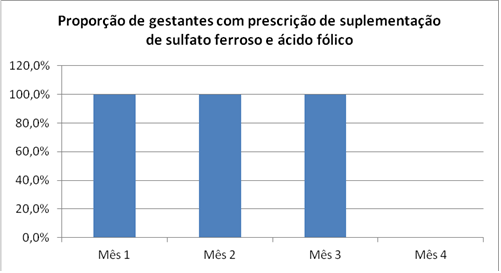 Proporção de gestantes com prescrição de suplementação
de sulfato ferroso e ácido fólico
120,0%
100,0%
80,0%
60,0%
40,0%
20,0%
0,0%
Mês 1 Mês 2 Mês 3 Mês 4